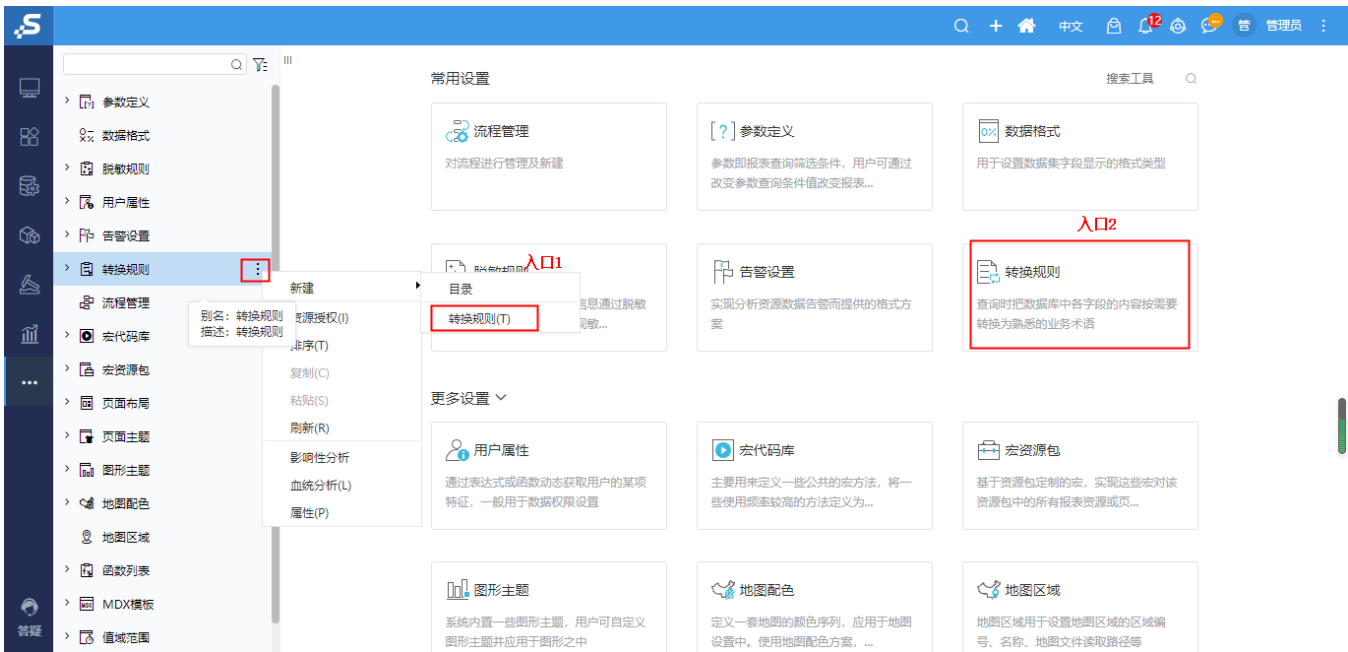 12
中文
管
管理员
参数定义
数据格式
脱敏规则
用户属性
告警设置
转换规则
流程管理
宏代码库
宏资源包
页面布局
页面主题
图形主题
地图配色
地图区域
函数列表
MDX模板
值域范围
答疑
别名：转换规则
描述：转换规则
新建
资源授权(I)
排序(T)
复制(C)
粘贴(S)
刷新(R)
影响性分析
血统分析(L)
属性(P)
入口1
目录
转换规则(T)
常用设置
搜索工具
流程管理
对流程进行管理及新建
参数定义
参数即报表查询筛选条件，用户可通过
改变参数查询条件值改变报表...
数据格式
用于设置数据集字段显示的格式类型
入口2
脱敏规则
信息通过脱敏
告警设置
实现分析资源数据告警而提供的格式方
案
转换规则
查询时把数据库中各字段的内容按需要
转换为熟悉的业务术语
更多设置
用户属性
通过表达式或函数动态获取用户的某项
特征，一般用于数据权限设置
宏代码库
主要用来定义一些公共的宏方法，将一
些使用频率较高的方法定义为...
宏资源包
基于资源包定制的宏，实现这些宏对该
资源包中的所有报表资源或页...
图形主题
系统内置一些图形主题，用户可自定义
图形主题并应用于图形之中
地图配色
定义一套地图的颜色序列，应用于地图
设置中。使用地图配色方案，...
地图区域
地图区域用于设置地图区域的区域编
号、名称、地图文件读取路径等